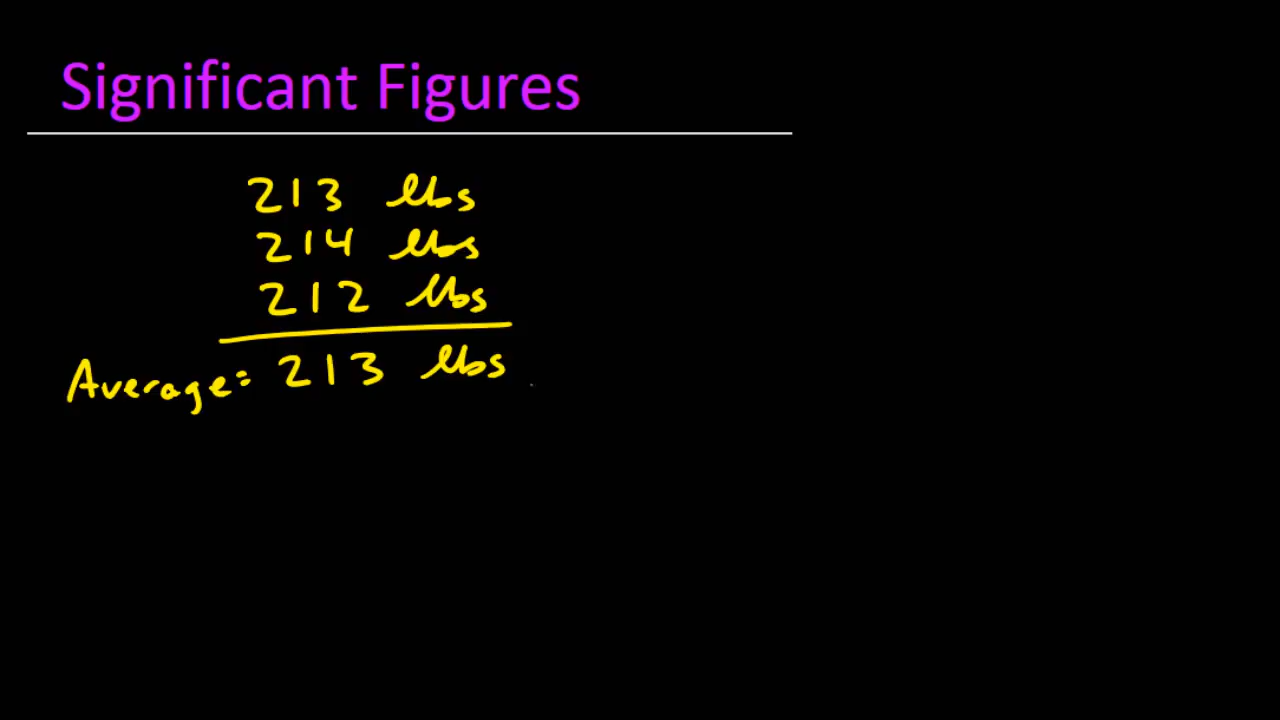 Significant Figures
213 lbs
214 lbs
212 lbs
Average= 213 lbs